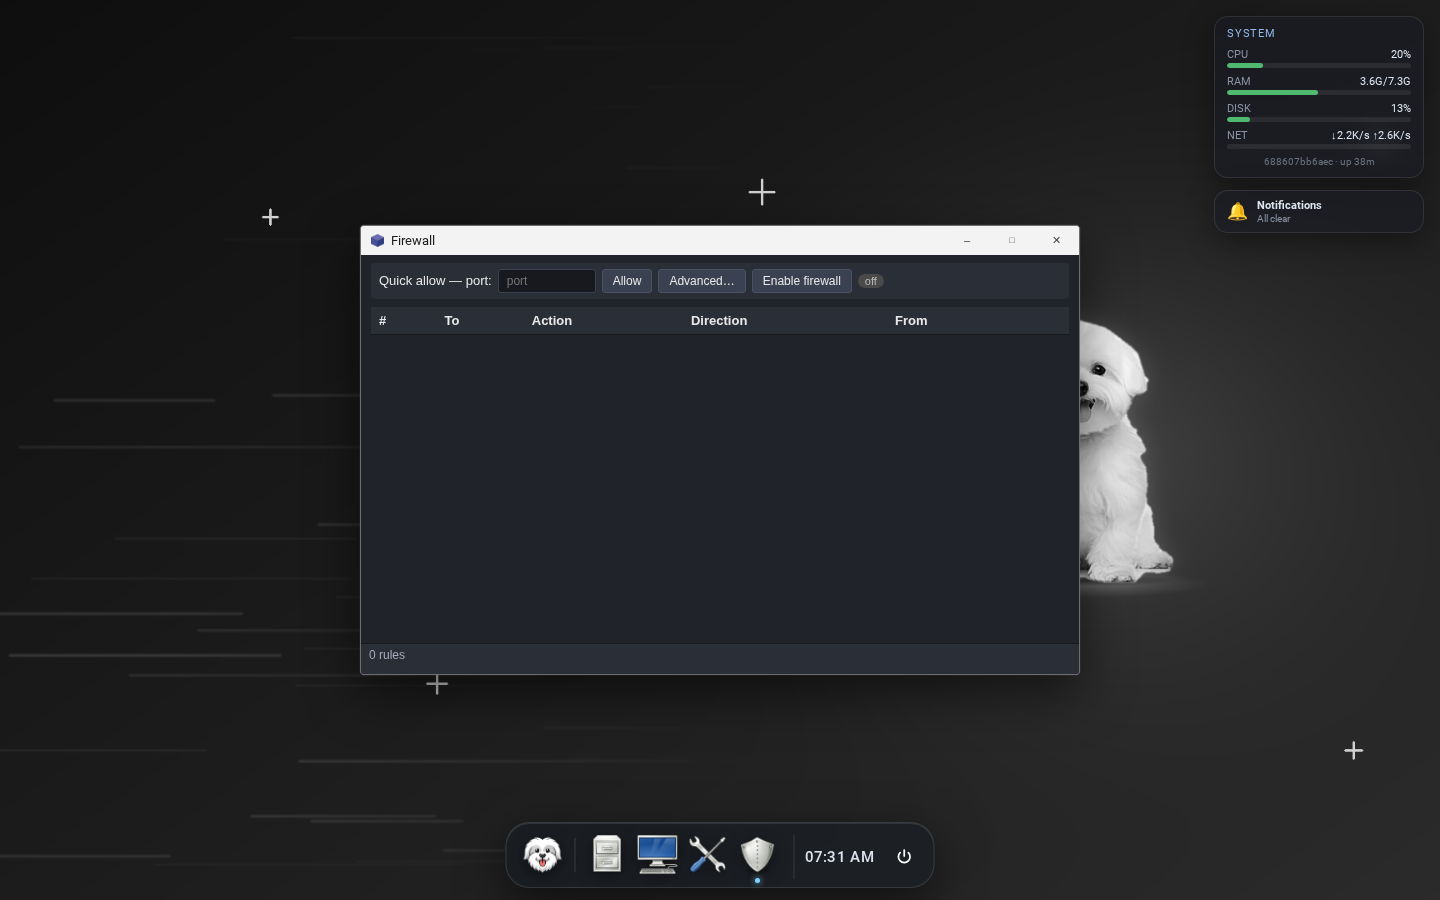 SYSTEM
CPU 20%
RAM 3.6G/7.3G
DISK 13%
NET ↓2.2K/s ↑2.6K/s
688607bb6aec · up 38m
🔔 Notifications
All clear
Firewall
Quick allow — port: port Allow Advanced... Enable firewall off
# To Action Direction From
0 rules
07:31 AM